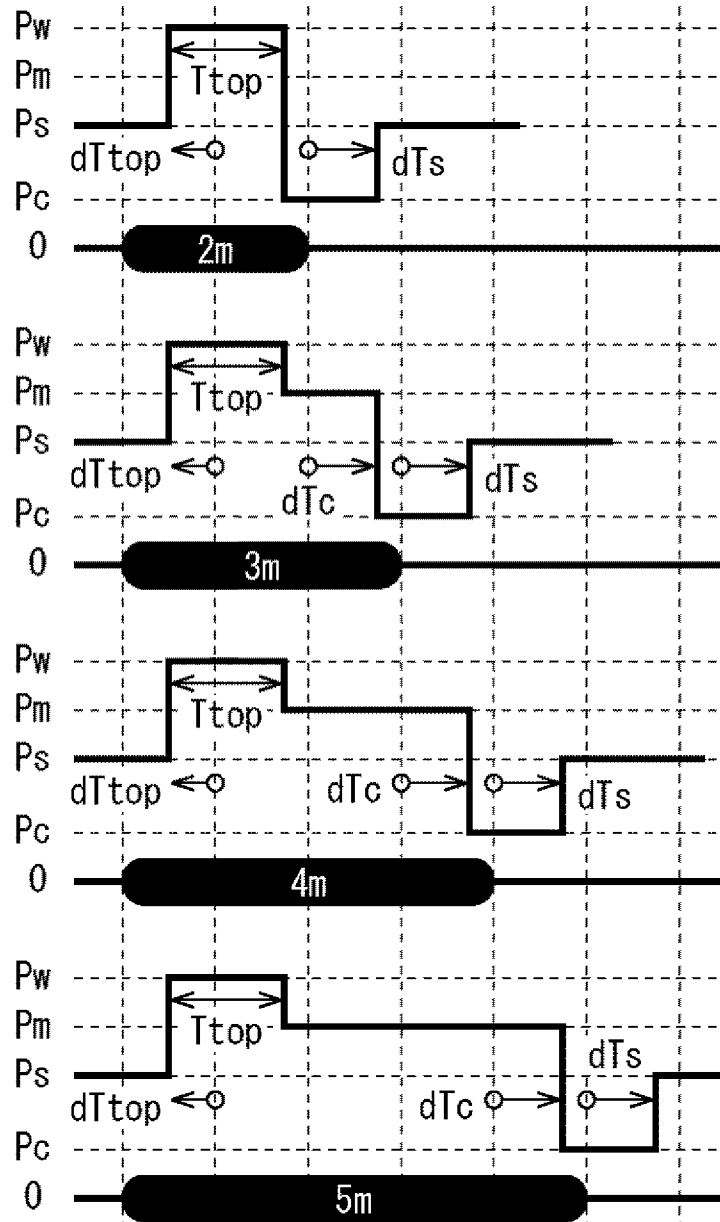 Pw
Pm Ttop
Ps
dTtop dTs
Pc
0 2m
Pw
Pm Ttop
Ps
dTtop dTc dTs
Pc
0 3m
Pw
Pm Ttop
Ps
dTtop dTc dTs
Pc
0 4m
Pw
Pm Ttop
Ps dTs
dTtop dTc
Pc
0 5m